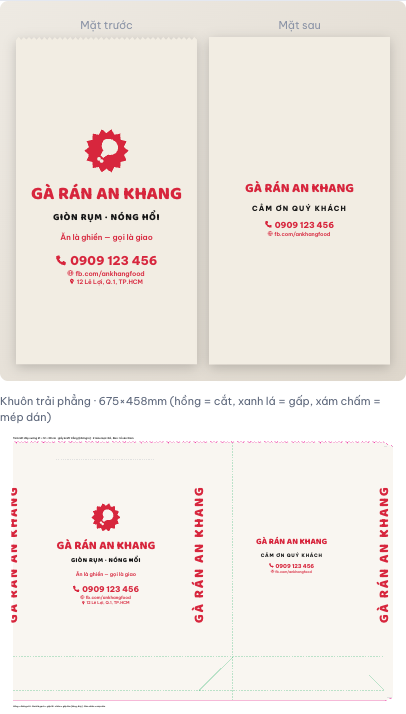 Mặt trước
Mặt sau
GÀ RÁN AN KHANG
GIÒN RỤM · NÓNG HỔI
Ăn là ghiền — gọi là giao
0909 123 456
fb.com/ankhangfood
12 Lê Lợi, Q.1, TP.HCM
GÀ RÁN AN KHANG
CẢM ƠN QUÝ KHÁCH
0909 123 456
fb.com/ankhangfood
Khuôn trải phẳng · 675×458mm (hồng = cắt, xanh lá = gấp, xám chấm =
mép dán)
GÀ RÁN AN KHANG
GÀ RÁN AN KHANG
GIÒN RỤM · NÓNG HỔI
Ăn là ghiền — gọi là giao
0909 123 456
fb.com/ankhangfood
12 Lê Lợi, Q.1, TP.HCM
GÀ RÁN AN KHANG
GÀ RÁN AN KHANG
CẢM ƠN QUÝ KHÁCH
0909 123 456
fb.com/ankhangfood
GÀ RÁN AN KHANG